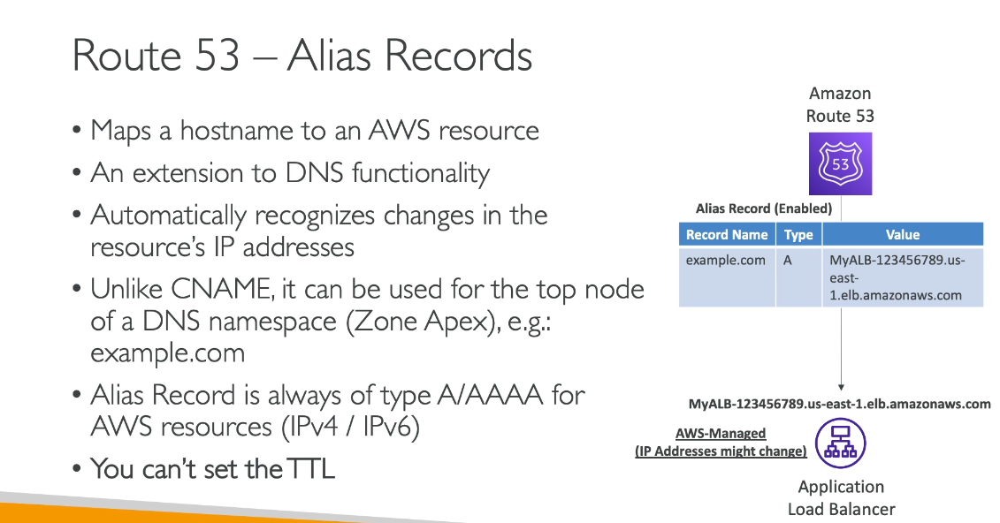 Route 53 – Alias Records
• Maps a hostname to an AWS resource
• An extension to DNS functionality
• Automatically recognizes changes in the
resource's IP addresses
• Unlike CNAME, it can be used for the top node
of a DNS namespace (Zone Apex), e.g.:
example.com
• Alias Record is always of type A/AAAA for
AWS resources (IPv4 / IPv6)
• You can't set the TTL
Amazon
Route 53
53
Alias Record (Enabled)
Record Name Type Value
example.com A MyALB-123456789.us-
east-
1.elb.amazonaws.com
MyALB-123456789.us-east-1.elb.amazonaws.com
AWS-Managed
(IP Addresses might change)
Application
Load Balancer